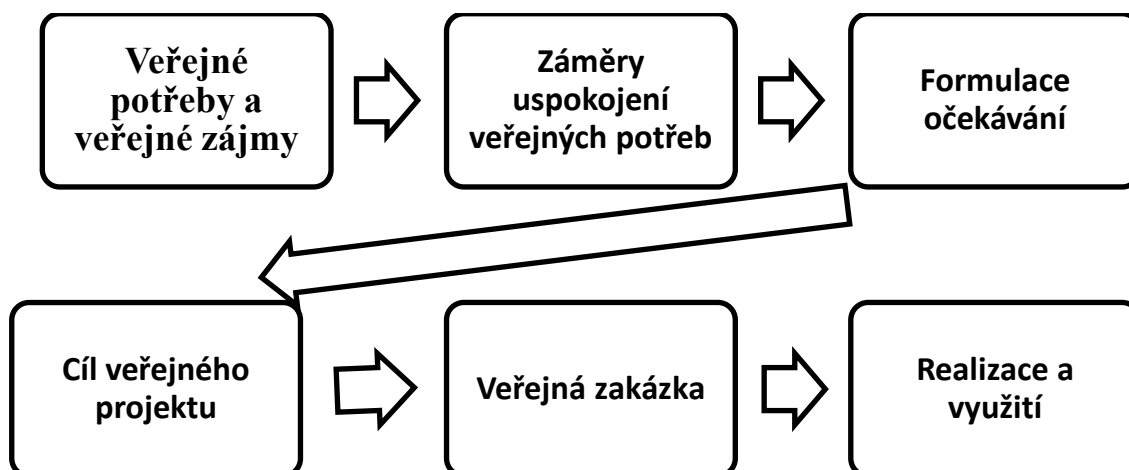 Veřejné
potřeby a
veřejné zájmy
Záměry
uspokojení
veřejných potřeb
Formulace
očekávání
Cíl veřejného
projektu
Veřejná zakázka
Realizace a
využití